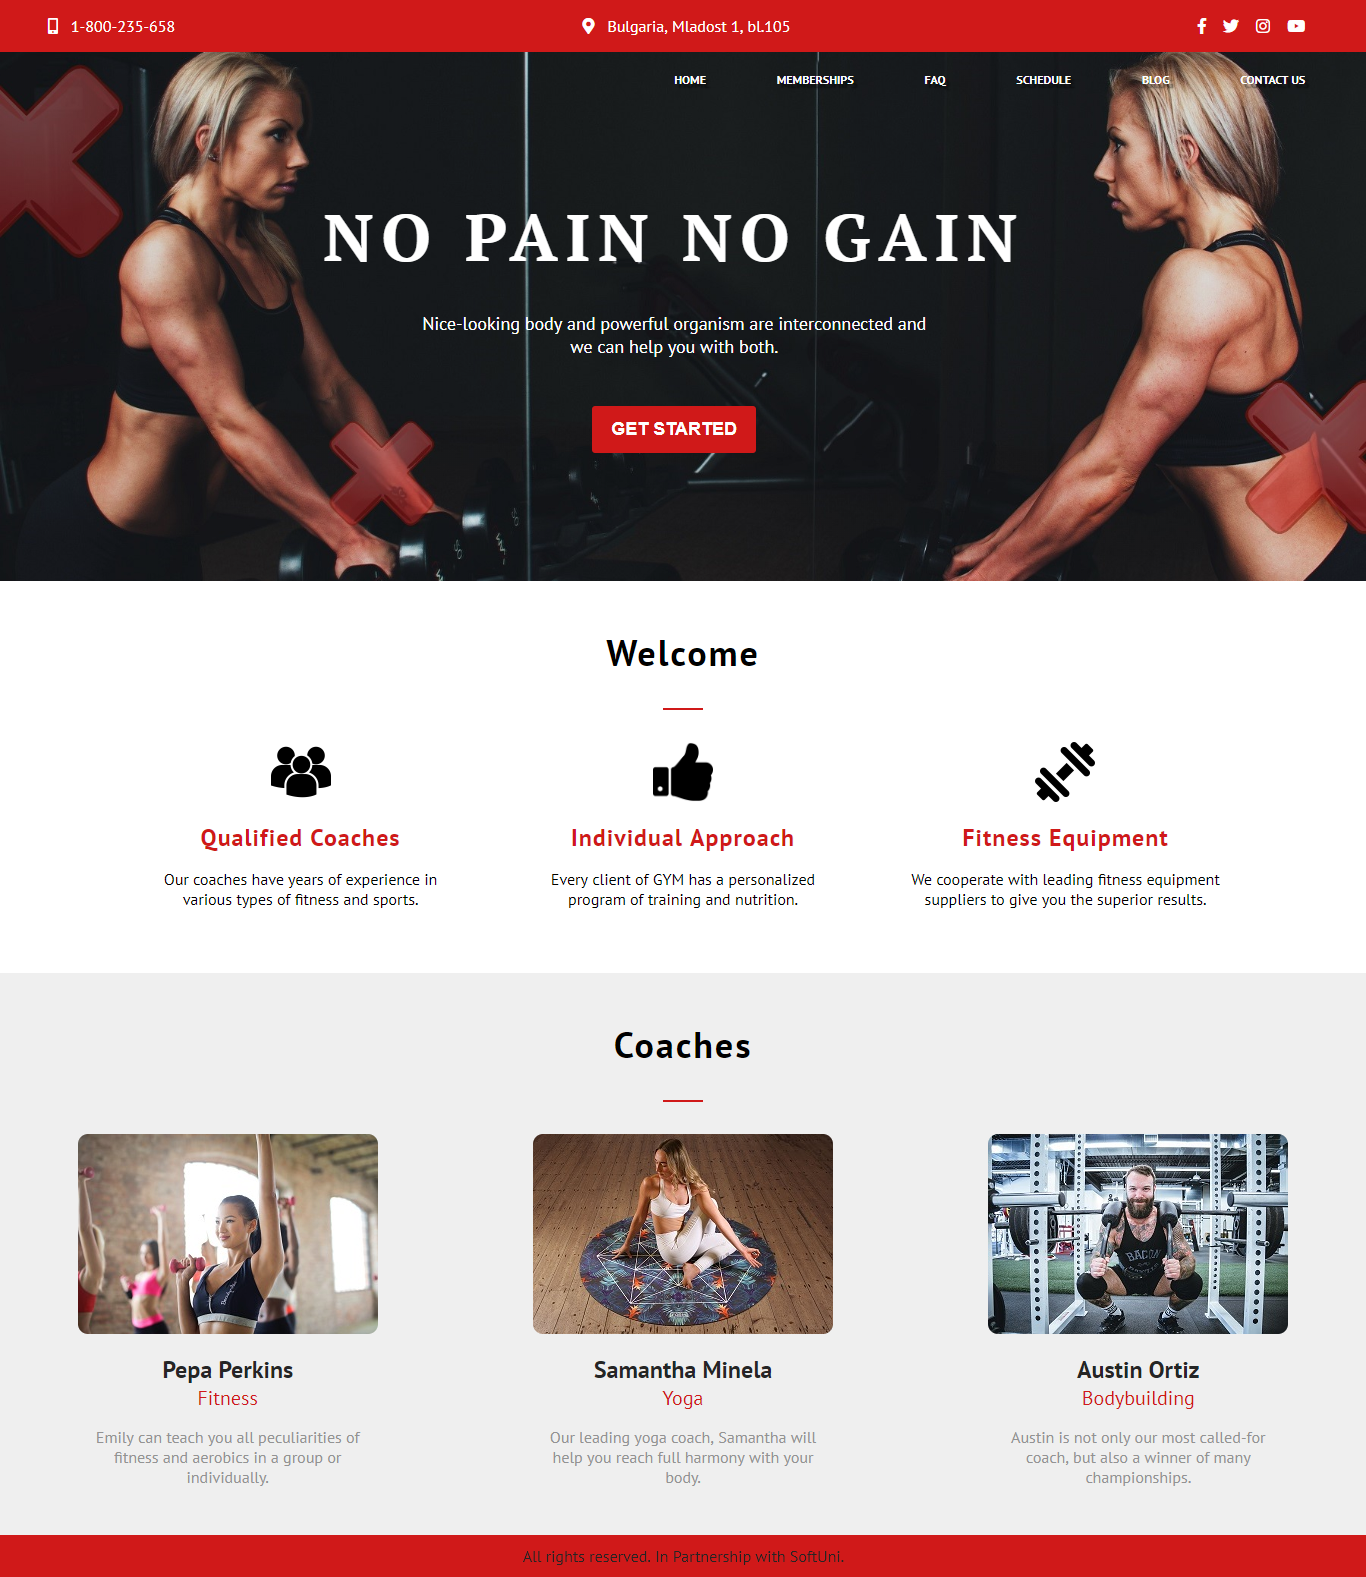 1-800-235-658
Bulgaria, Mladost 1, bl.105
HOME
MEMBERSHIPS
FAQ
SCHEDULE
BLOG
CONTACT US
NO PAIN NO GAIN
Nice-looking body and powerful organism are interconnected and
we can help you with both.
GET STARTED
Welcome
Qualified Coaches
Our coaches have years of experience in
various types of fitness and sports.
Individual Approach
Every client of GYM has a personalized
program of training and nutrition.
Fitness Equipment
We cooperate with leading fitness equipment
suppliers to give you the superior results.
Coaches
BACON
Pepa Perkins
Fitness
Emily can teach you all peculiarities of
fitness and aerobics in a group or
individually.
Samantha Minela
Yoga
Our leading yoga coach, Samantha will
help you reach full harmony with your
body.
Austin Ortiz
Bodybuilding
Austin is not only our most called-for
coach, but also a winner of many
championships.
All rights reserved. In Partnership with SoftUni.